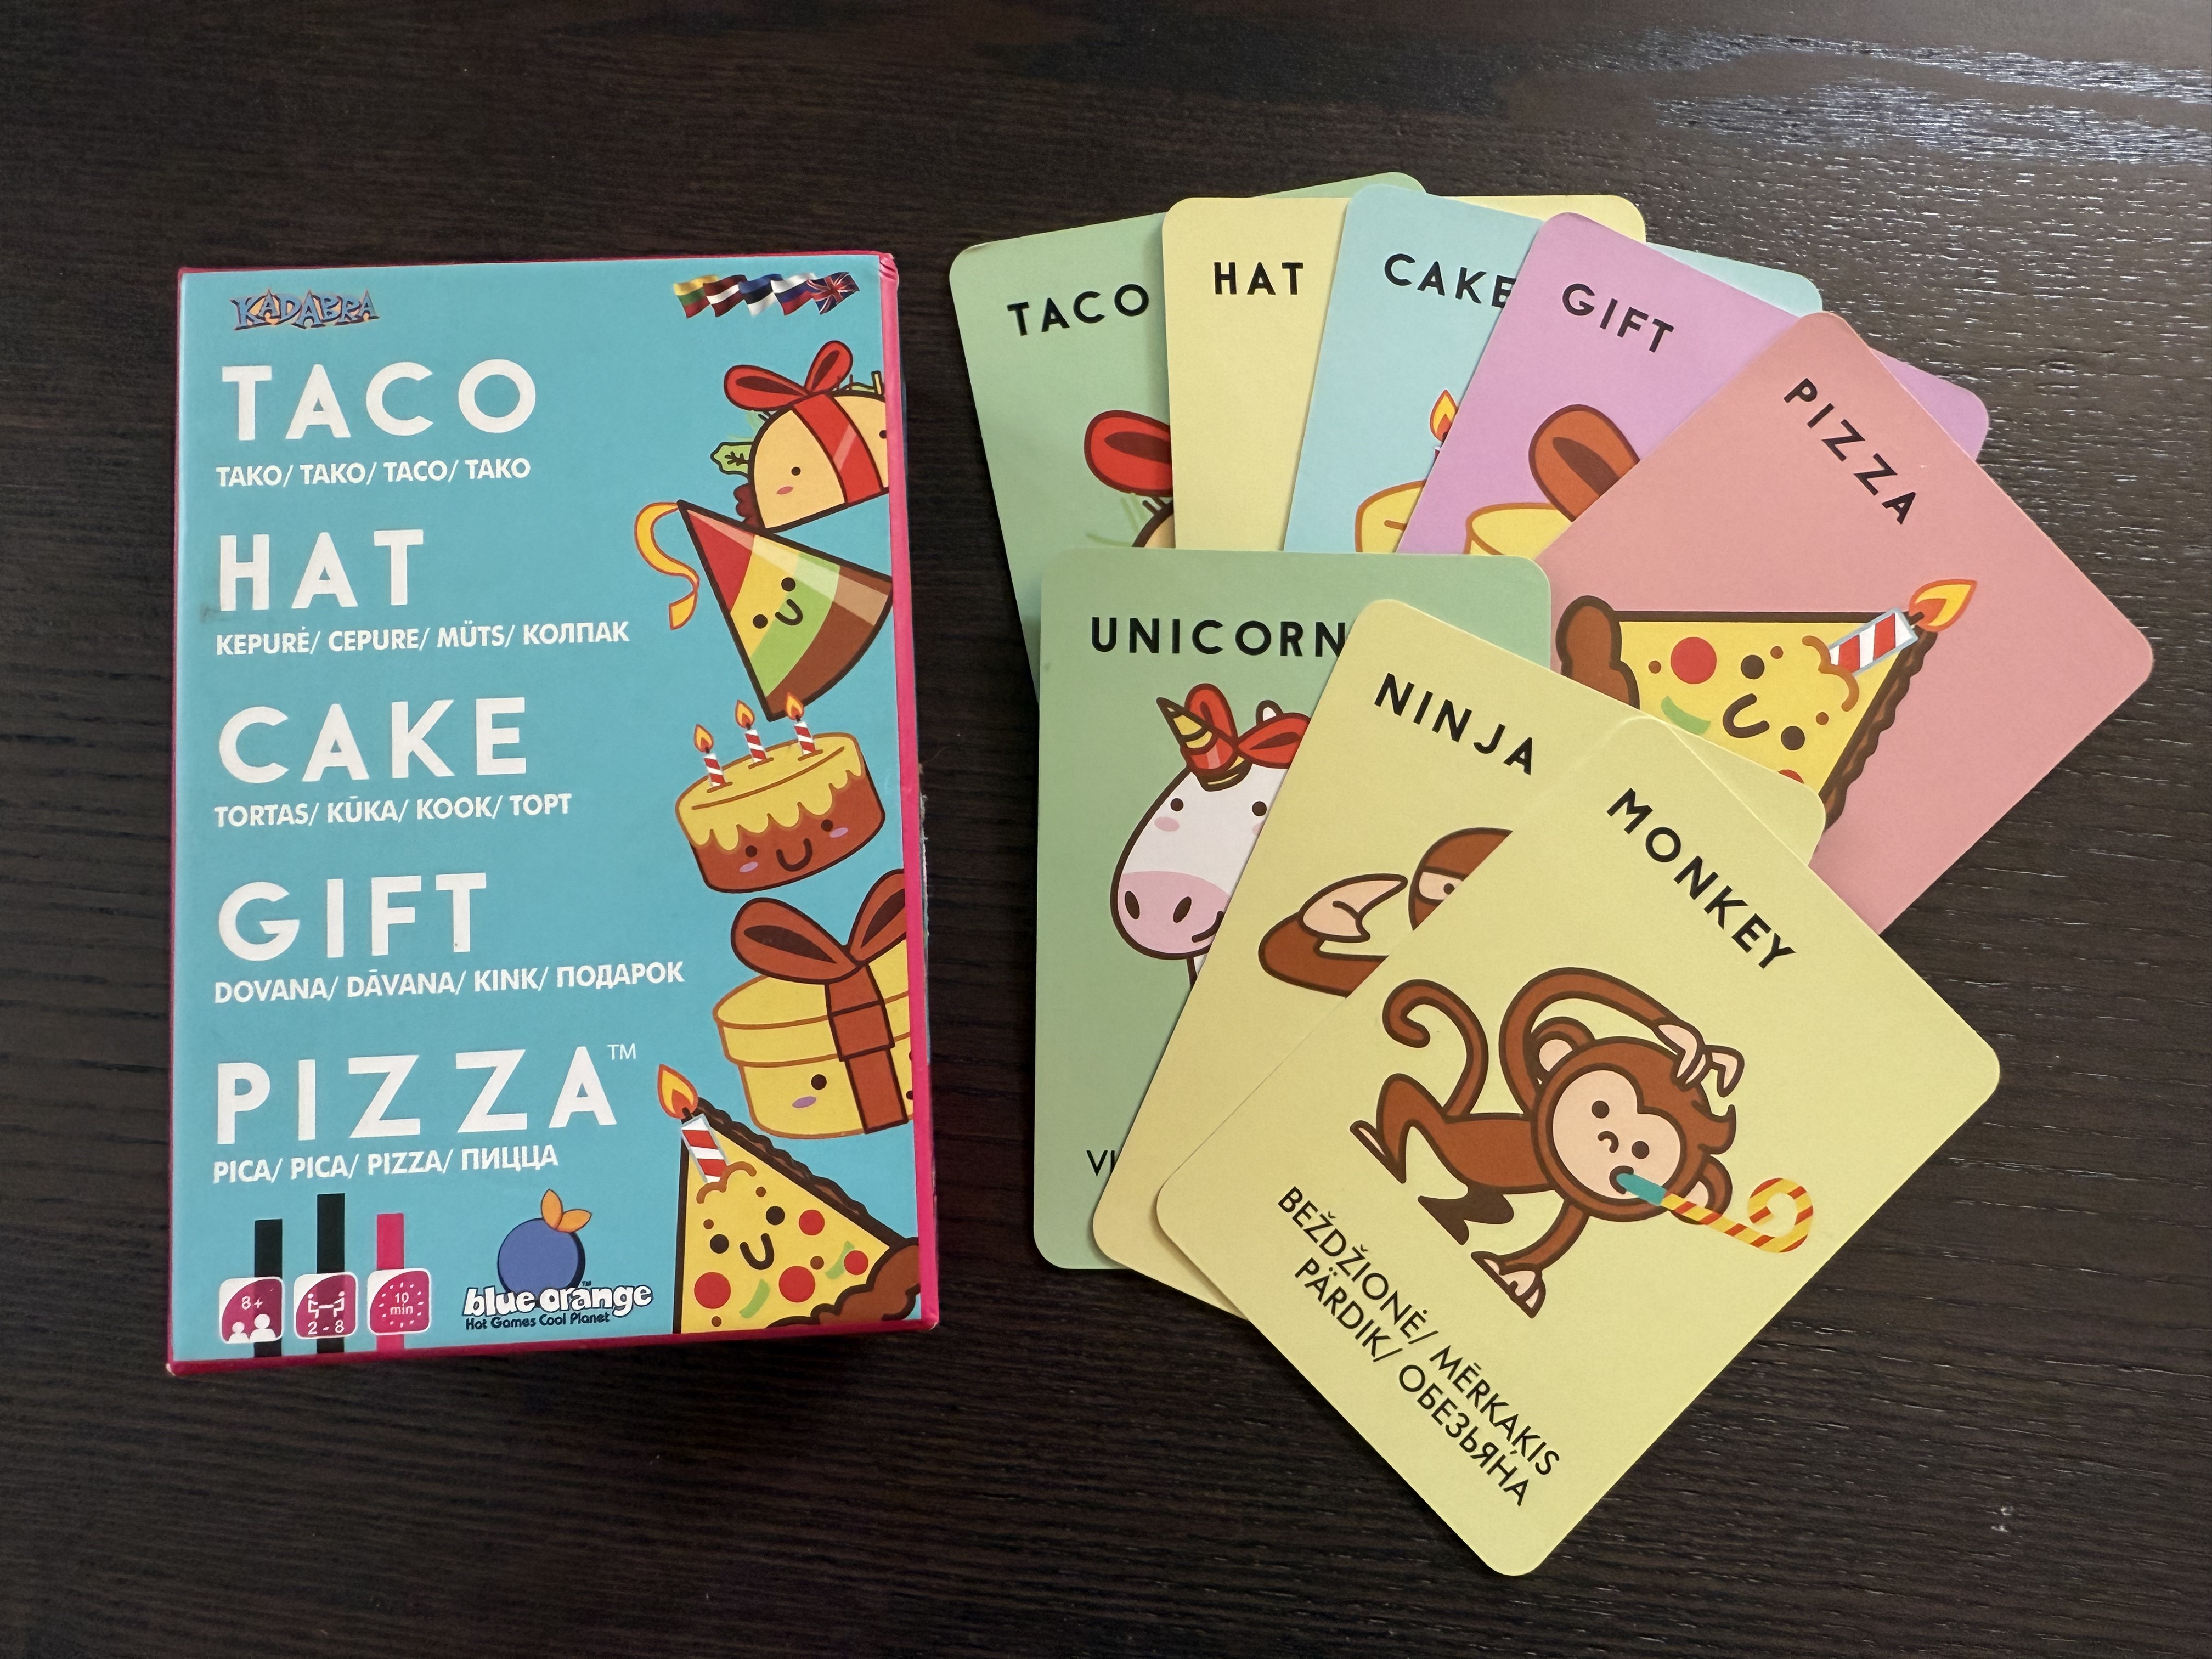 KADABRA
TACO
TAKO/ TAKO/ TACO/ ТАКО
HAT
KEPURĖ/ CEPURE/ MÜTS/ КОЛПАК
CAKE
TORTAS/ KŪKA/ KOOK/ ТОРТ
GIFT
DOVANA/ DĀVANA/ KINK/ ПОДАРОК
PIZZA™
PICA/ PICA/ PIZZA/ ПИЦЦА
8+
2 - 8
10
min
blue orange™
Hot Games Cool Planet
TACO
HAT
CAKE
GIFT
PIZZA
UNICORN
VI
NINJA
MONKEY
BEŽDŽIONĖ/ MĒRKAĶIS
PÄRDIK/ ОБЕЗЬЯНА